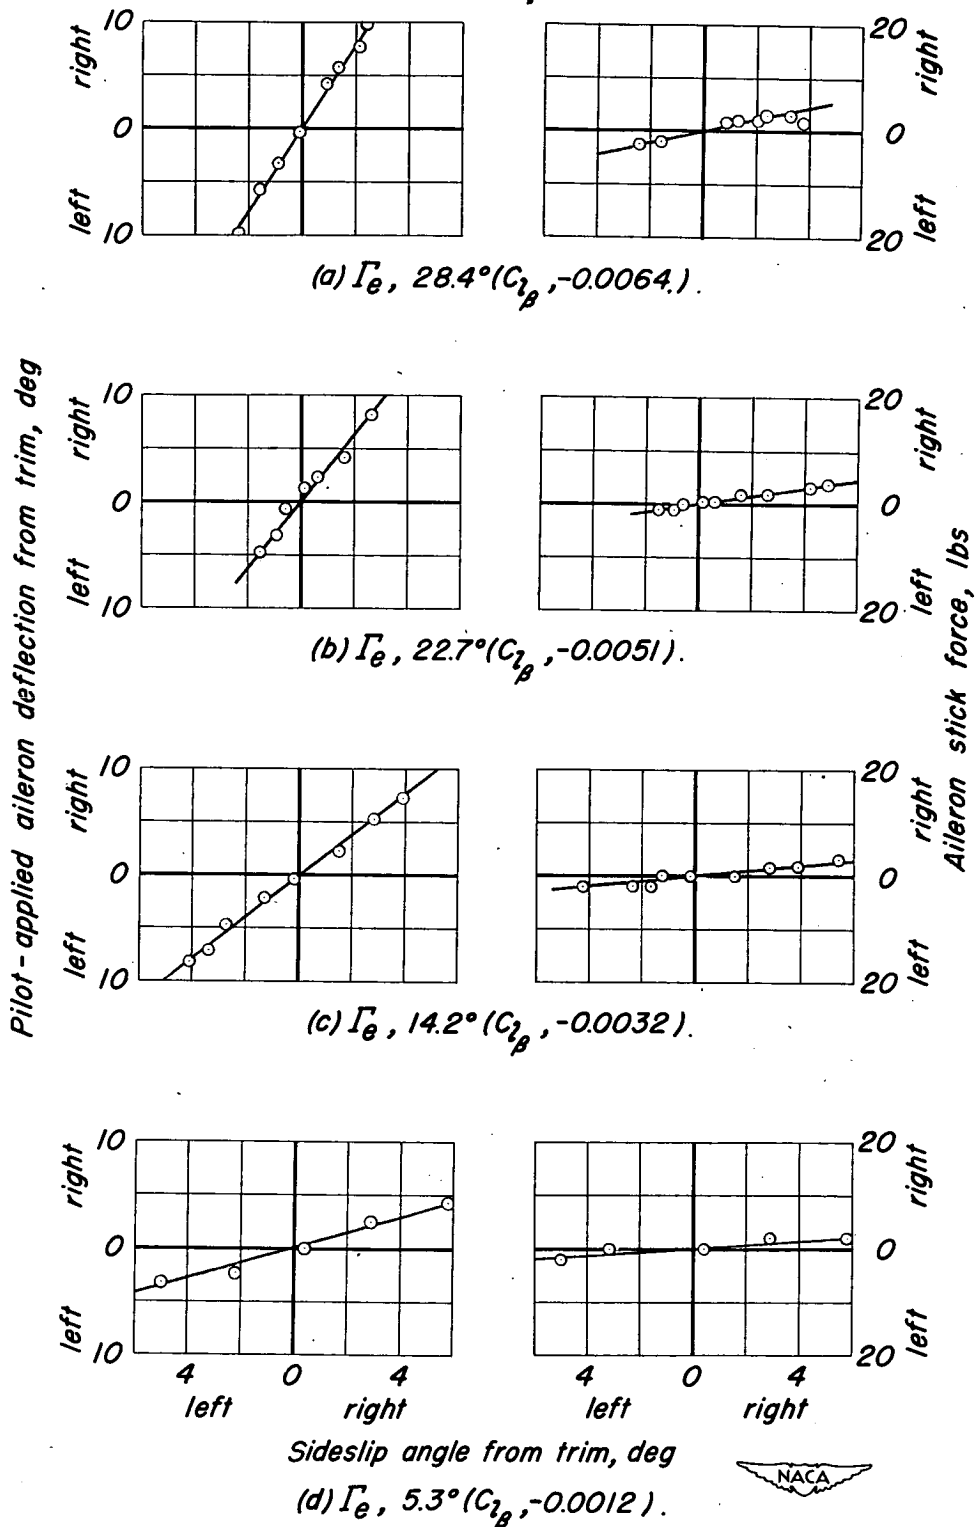 Pilot-applied aileron deflection from trim, deg
Aileron stick force, lbs
10
right
0
left
10
20
right
0
left
20
(a) Γe, 28.4° (Clβ, -0.0064).
10
right
0
left
10
20
right
0
left
20
(b) Γe, 22.7° (Clβ, -0.0051).
10
right
0
left
10
20
right
0
left
20
(c) Γe, 14.2° (Clβ, -0.0032).
10
right
0
left
10
20
right
0
left
20
4 0 4
left right
4 0 4
left right
Sideslip angle from trim, deg
NACA
(d) Γe, 5.3° (Clβ, -0.0012).